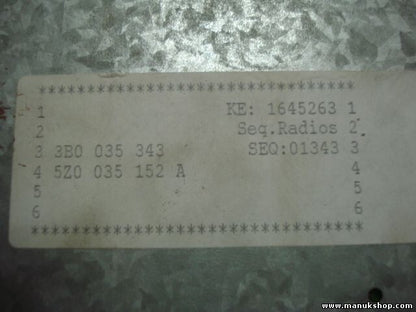 *****************************
1 KE: 1645263 1
2 Seq.Radios 2
3 3B0 035 343 SEQ:01343 3
4 5Z0 035 152 A 4
5 5
6 6
*****************************
www.manukshop.com